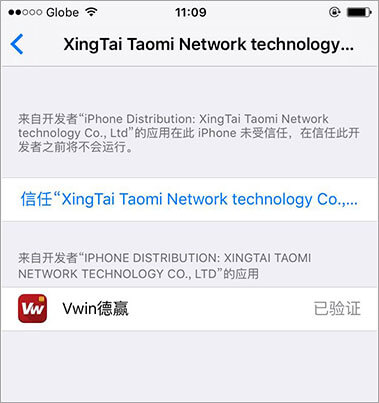 Globe 11:09
XingTai Taomi Network technology...
来自开发者“iPhone Distribution: XingTai Taomi Network
technology Co., Ltd”的应用在此 iPhone 未受信任，在信任此开
发者之前将不会运行。
信任“XingTai Taomi Network technology Co.,...
来自开发者“IPHONE DISTRIBUTION: XINGTAI TAOMI
NETWORK TECHNOLOGY CO., LTD”的应用
Vw Vwin德赢 已验证